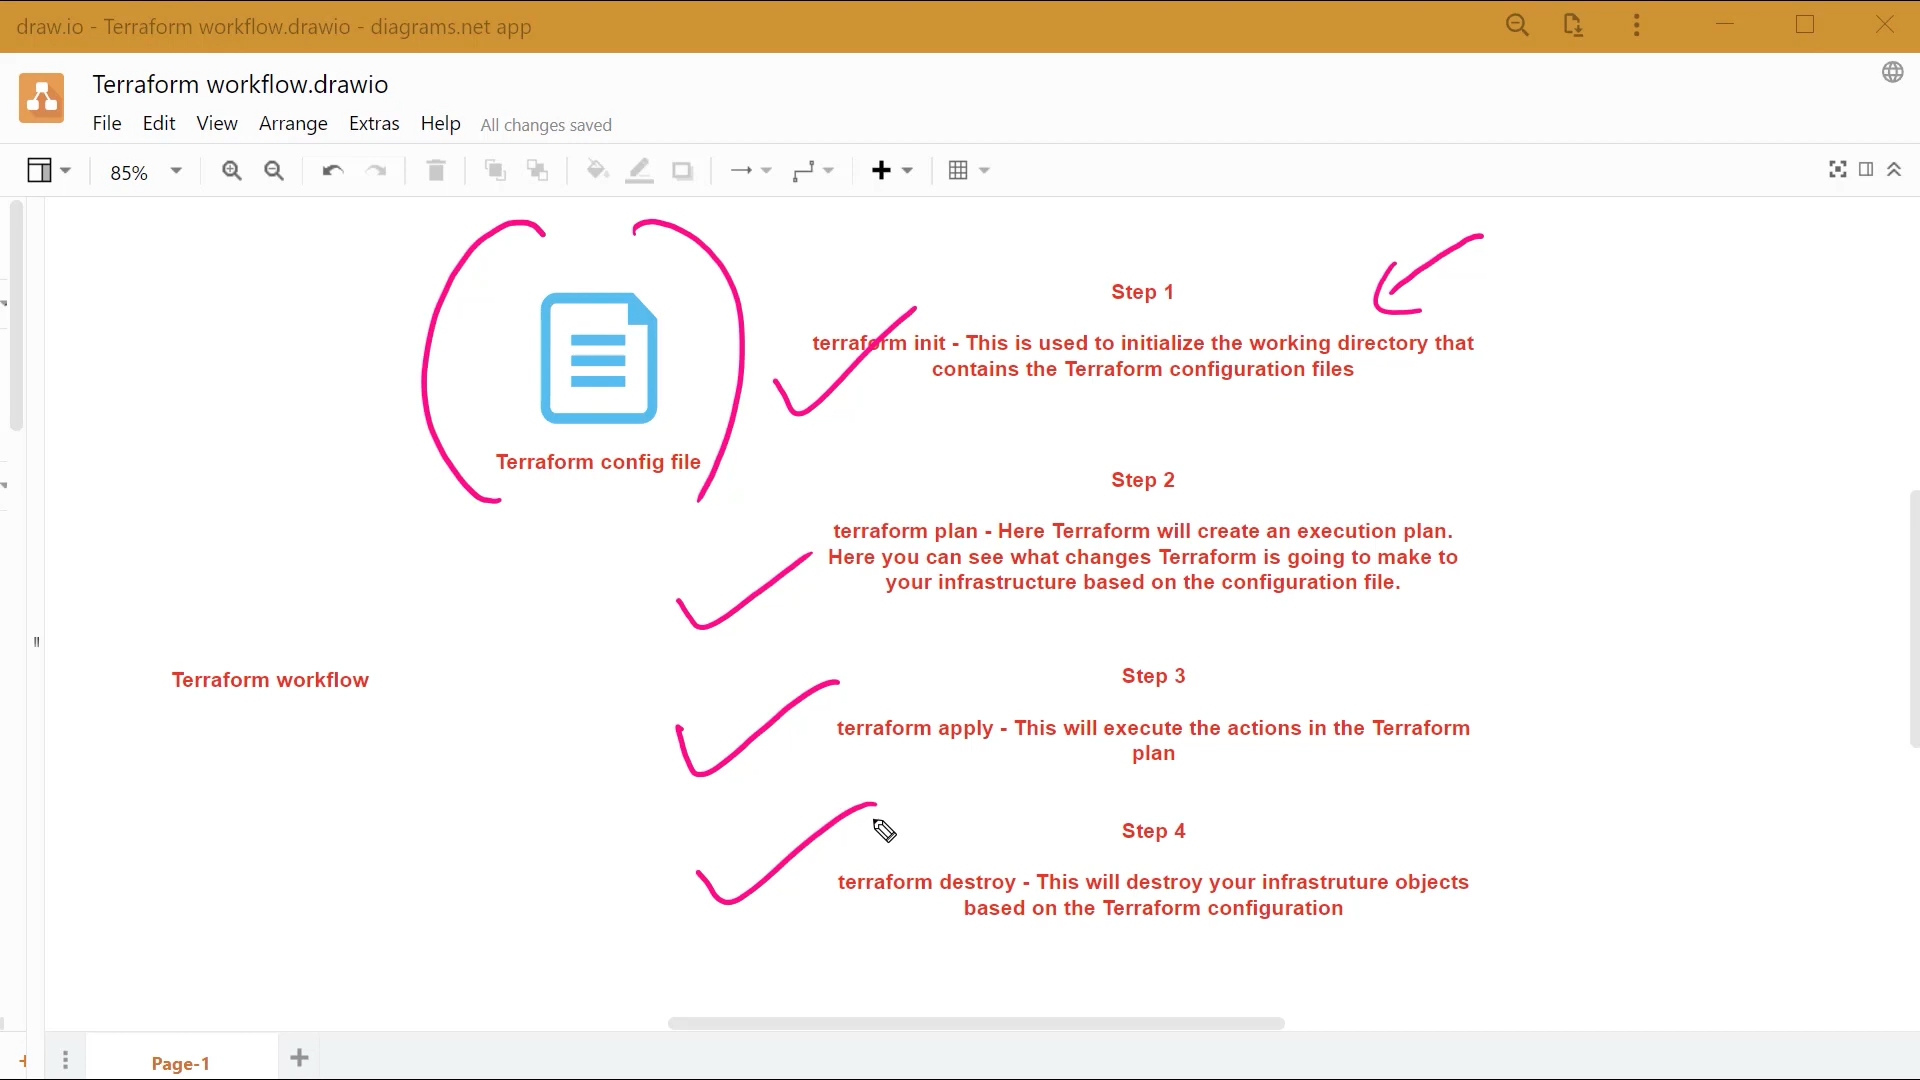 draw.io - Terraform workflow.drawio - diagrams.net app
Terraform workflow.drawio
File Edit View Arrange Extras Help All changes saved
85%
Step 1
terraform init - This is used to initialize the working directory that
contains the Terraform configuration files
Terraform config file
Step 2
terraform plan - Here Terraform will create an execution plan.
Here you can see what changes Terraform is going to make to
your infrastructure based on the configuration file.
Terraform workflow
Step 3
terraform apply - This will execute the actions in the Terraform
plan
Step 4
terraform destroy - This will destroy your infrastruture objects
based on the Terraform configuration
Page-1